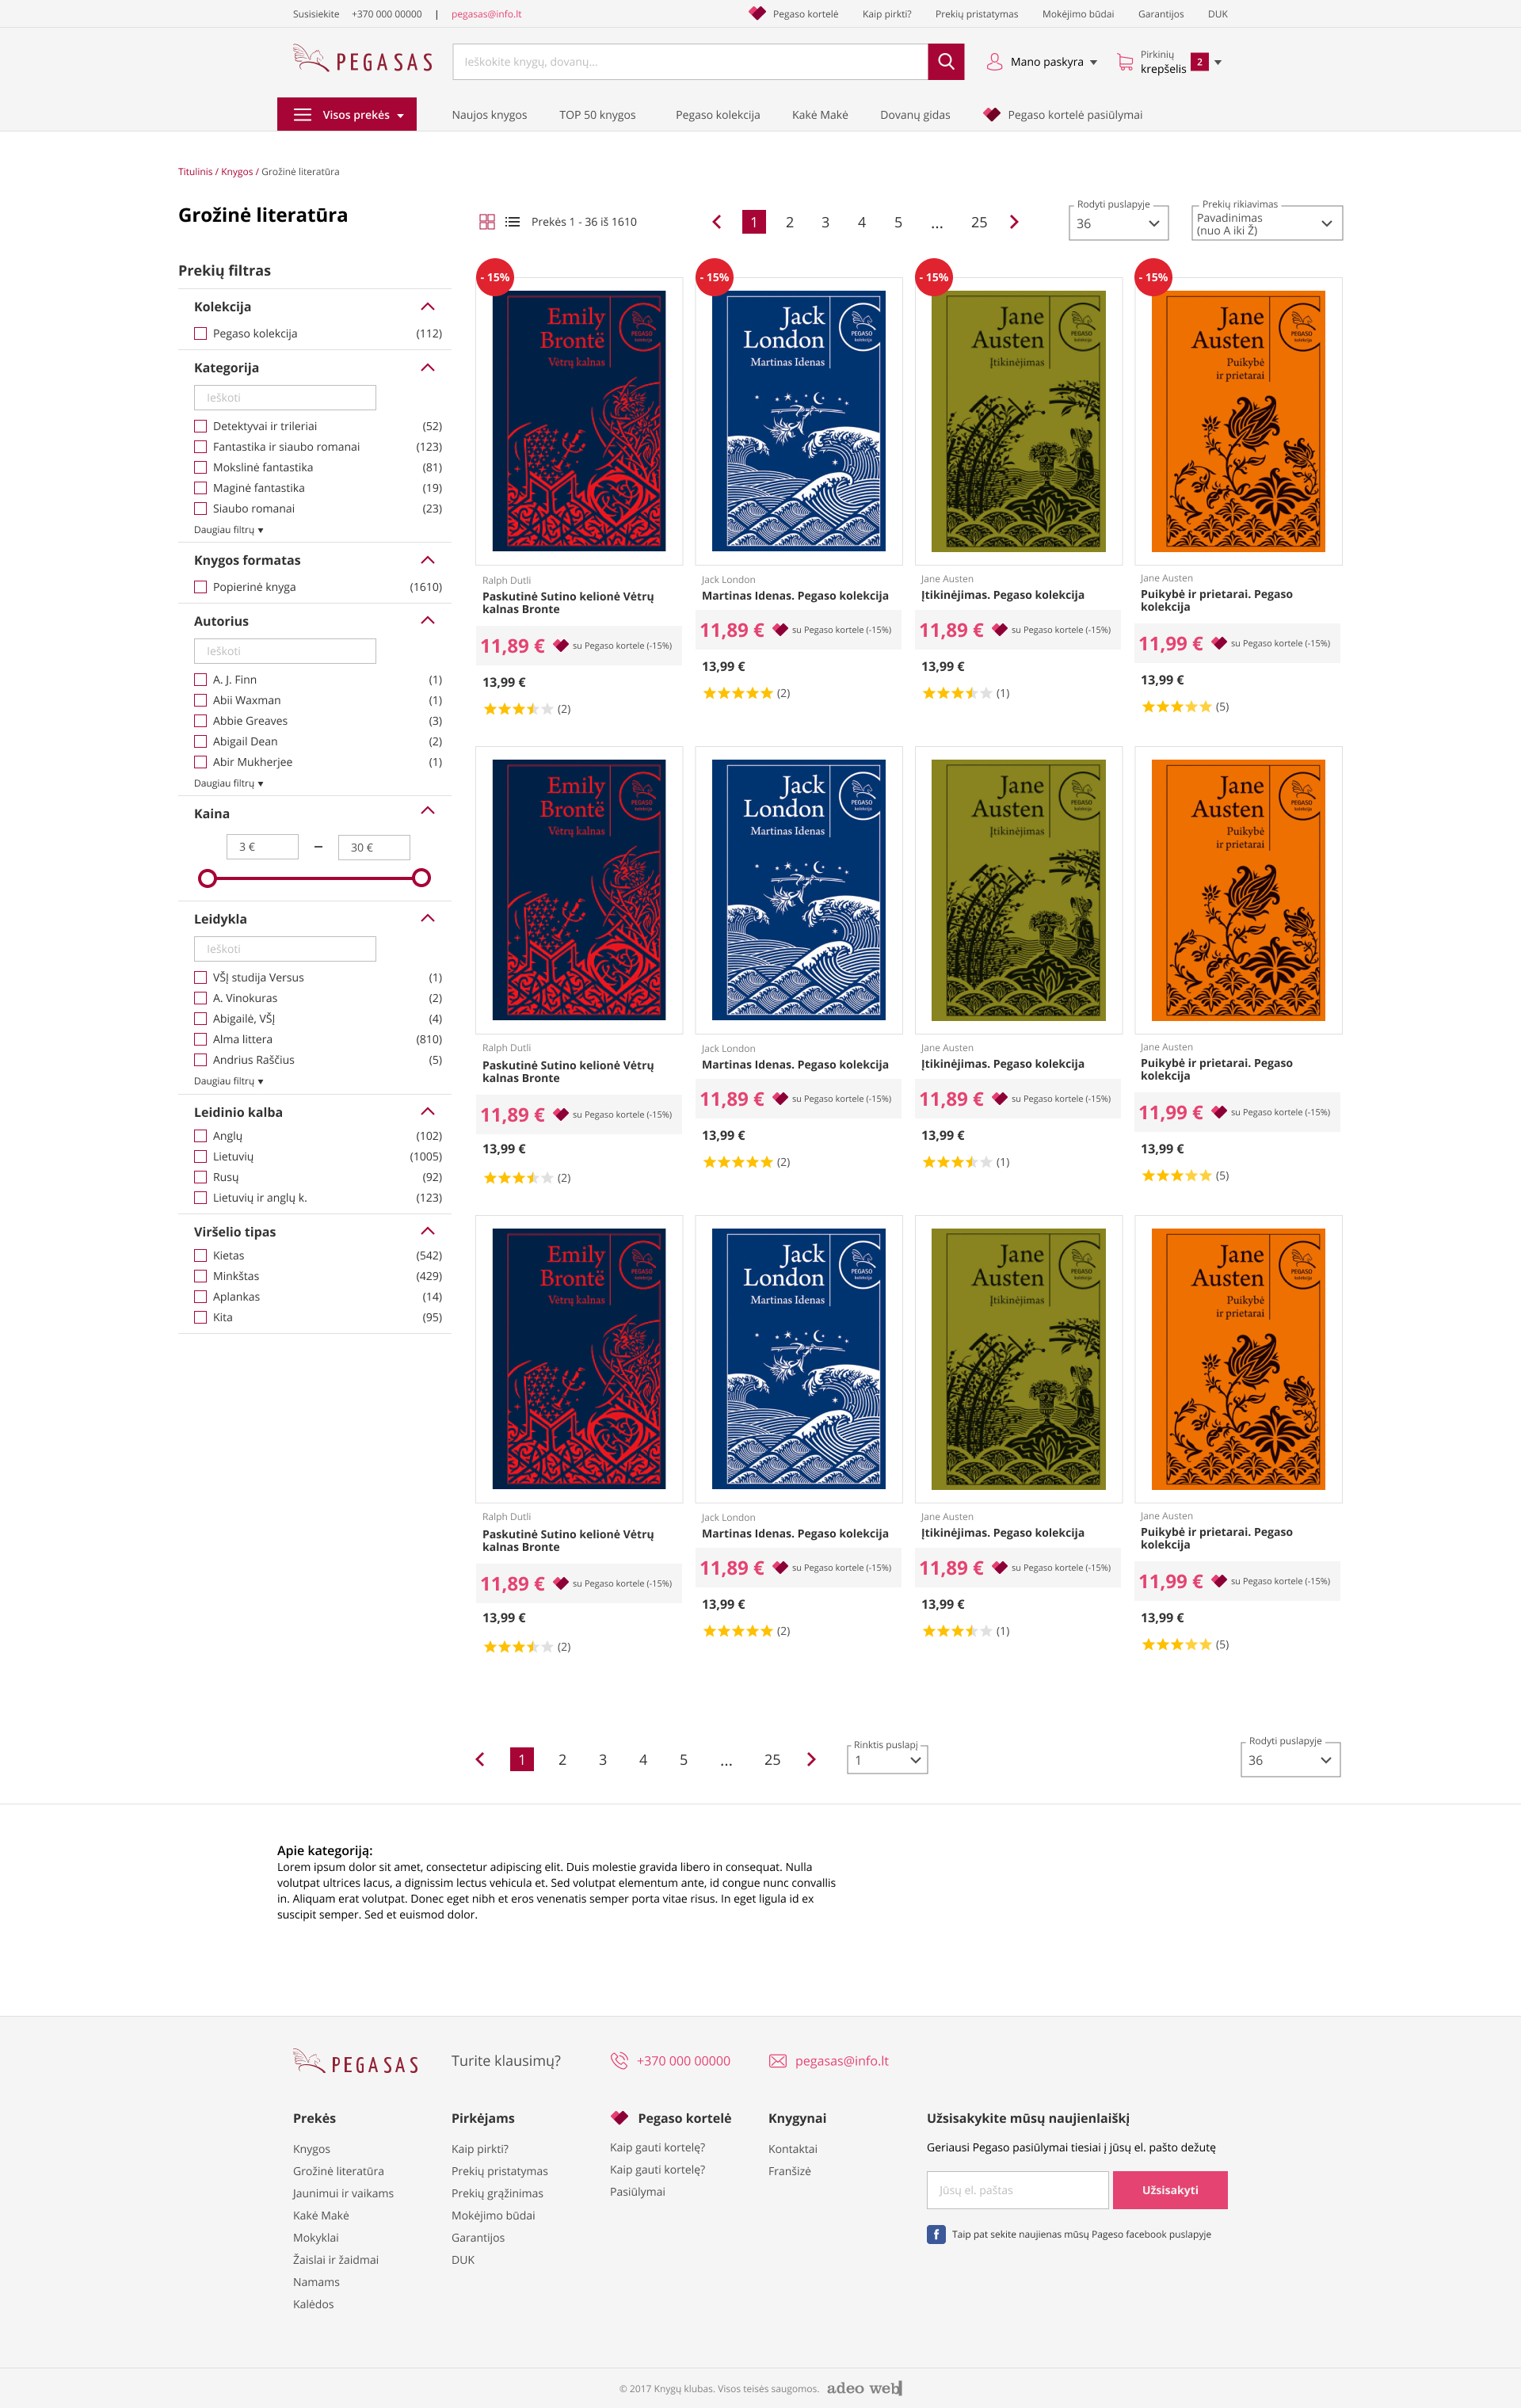 Susisiekite +370 000 00000 | pegasas@info.lt Pegaso kortelė Kaip pirkti? Prekių pristatymas Mokėjimo būdai Garantijos DUK
PEGASAS Ieškokite knygų, dovanų... Mano paskyra Pirkinių krepšelis 2
Visos prekės Naujos knygos TOP 50 knygos Pegaso kolekcija Kakė Makė Dovanų gidas Pegaso kortelė pasiūlymai
Titulinis / Knygos / Grožinė literatūra
Grožinė literatūra
Prekės 1 - 36 iš 1610
1 2 3 4 5 ... 25
Rodyti puslapyje
36
Prekių rikiavimas
Pavadinimas
(nuo A iki Ž)
Prekių filtras
Kolekcija
Pegaso kolekcija (112)
Kategorija
Ieškoti
Detektyvai ir trileriai (52)
Fantastika ir siaubo romanai (123)
Mokslinė fantastika (81)
Maginė fantastika (19)
Siaubo romanai (23)
Daugiau filtrų
Knygos formatas
Popierinė knyga (1610)
Autorius
Ieškoti
A. J. Finn (1)
Abii Waxman (1)
Abbie Greaves (3)
Abigail Dean (2)
Abir Mukherjee (1)
Daugiau filtrų
Kaina
3 € – 30 €
Leidykla
Ieškoti
VŠĮ studija Versus (1)
A. Vinokuras (2)
Abigailė, VŠĮ (4)
Alma littera (810)
Andrius Raščius (5)
Daugiau filtrų
Leidinio kalba
Anglų (102)
Lietuvių (1005)
Rusų (92)
Lietuvių ir anglų k. (123)
Viršelio tipas
Kietas (542)
Minkštas (429)
Aplankas (14)
Kita (95)
- 15%
Emily
Brontë
Vėtrų kalnas
PEGASO
kolekcija
Ralph Dutli
Paskutinė Sutino kelionė Vėtrų
kalnas Bronte
11,89 € su Pegaso kortele (-15%)
13,99 €
(2)
- 15%
Jack
London
Martinas Idenas
PEGASO
kolekcija
Jack London
Martinas Idenas. Pegaso kolekcija
11,89 € su Pegaso kortele (-15%)
13,99 €
(2)
- 15%
Jane
Austen
Įtikinėjimas
PEGASO
kolekcija
Jane Austen
Įtikinėjimas. Pegaso kolekcija
11,89 € su Pegaso kortele (-15%)
13,99 €
(1)
- 15%
Jane
Austen
Puikybė
ir prietarai
PEGASO
kolekcija
Jane Austen
Puikybė ir prietarai. Pegaso
kolekcija
11,99 € su Pegaso kortele (-15%)
13,99 €
(5)
Emily
Brontë
Vėtrų kalnas
PEGASO
kolekcija
Ralph Dutli
Paskutinė Sutino kelionė Vėtrų
kalnas Bronte
11,89 € su Pegaso kortele (-15%)
13,99 €
(2)
Jack
London
Martinas Idenas
PEGASO
kolekcija
Jack London
Martinas Idenas. Pegaso kolekcija
11,89 € su Pegaso kortele (-15%)
13,99 €
(2)
Jane
Austen
Įtikinėjimas
PEGASO
kolekcija
Jane Austen
Įtikinėjimas. Pegaso kolekcija
11,89 € su Pegaso kortele (-15%)
13,99 €
(1)
Jane
Austen
Puikybė
ir prietarai
PEGASO
kolekcija
Jane Austen
Puikybė ir prietarai. Pegaso
kolekcija
11,99 € su Pegaso kortele (-15%)
13,99 €
(5)
Emily
Brontë
Vėtrų kalnas
PEGASO
kolekcija
Ralph Dutli
Paskutinė Sutino kelionė Vėtrų
kalnas Bronte
11,89 € su Pegaso kortele (-15%)
13,99 €
(2)
Jack
London
Martinas Idenas
PEGASO
kolekcija
Jack London
Martinas Idenas. Pegaso kolekcija
11,89 € su Pegaso kortele (-15%)
13,99 €
(2)
Jane
Austen
Įtikinėjimas
PEGASO
kolekcija
Jane Austen
Įtikinėjimas. Pegaso kolekcija
11,89 € su Pegaso kortele (-15%)
13,99 €
(1)
Jane
Austen
Puikybė
ir prietarai
PEGASO
kolekcija
Jane Austen
Puikybė ir prietarai. Pegaso
kolekcija
11,99 € su Pegaso kortele (-15%)
13,99 €
(5)
1 2 3 4 5 ... 25
Rinktis puslapį
1
Rodyti puslapyje
36
Apie kategoriją:
Lorem ipsum dolor sit amet, consectetur adipiscing elit. Duis molestie gravida libero in consequat. Nulla
volutpat ultrices lacus, a dignissim lectus vehicula et. Sed volutpat elementum ante, id congue nunc convallis
in. Aliquam erat volutpat. Donec eget nibh et eros venenatis semper porta vitae risus. In eget ligula id ex
suscipit semper. Sed et euismod dolor.
PEGASAS Turite klausimų? +370 000 00000 pegasas@info.lt
Prekės
Knygos
Grožinė literatūra
Jaunimui ir vaikams
Kakė Makė
Mokyklai
Žaislai ir žaidmai
Namams
Kalėdos
Pirkėjams
Kaip pirkti?
Prekių pristatymas
Prekių grąžinimas
Mokėjimo būdai
Garantijos
DUK
Pegaso kortelė
Kaip gauti kortelę?
Kaip gauti kortelę?
Pasiūlymai
Knygynai
Kontaktai
Franšizė
Užsisakykite mūsų naujienlaiškį
Geriausi Pegaso pasiūlymai tiesiai į jūsų el. pašto dežutę
Jūsų el. paštas Užsisakyti
f Taip pat sekite naujienas mūsų Pageso facebook puslapyje
© 2017 Knygų klubas. Visos teisės saugomos. adeo web